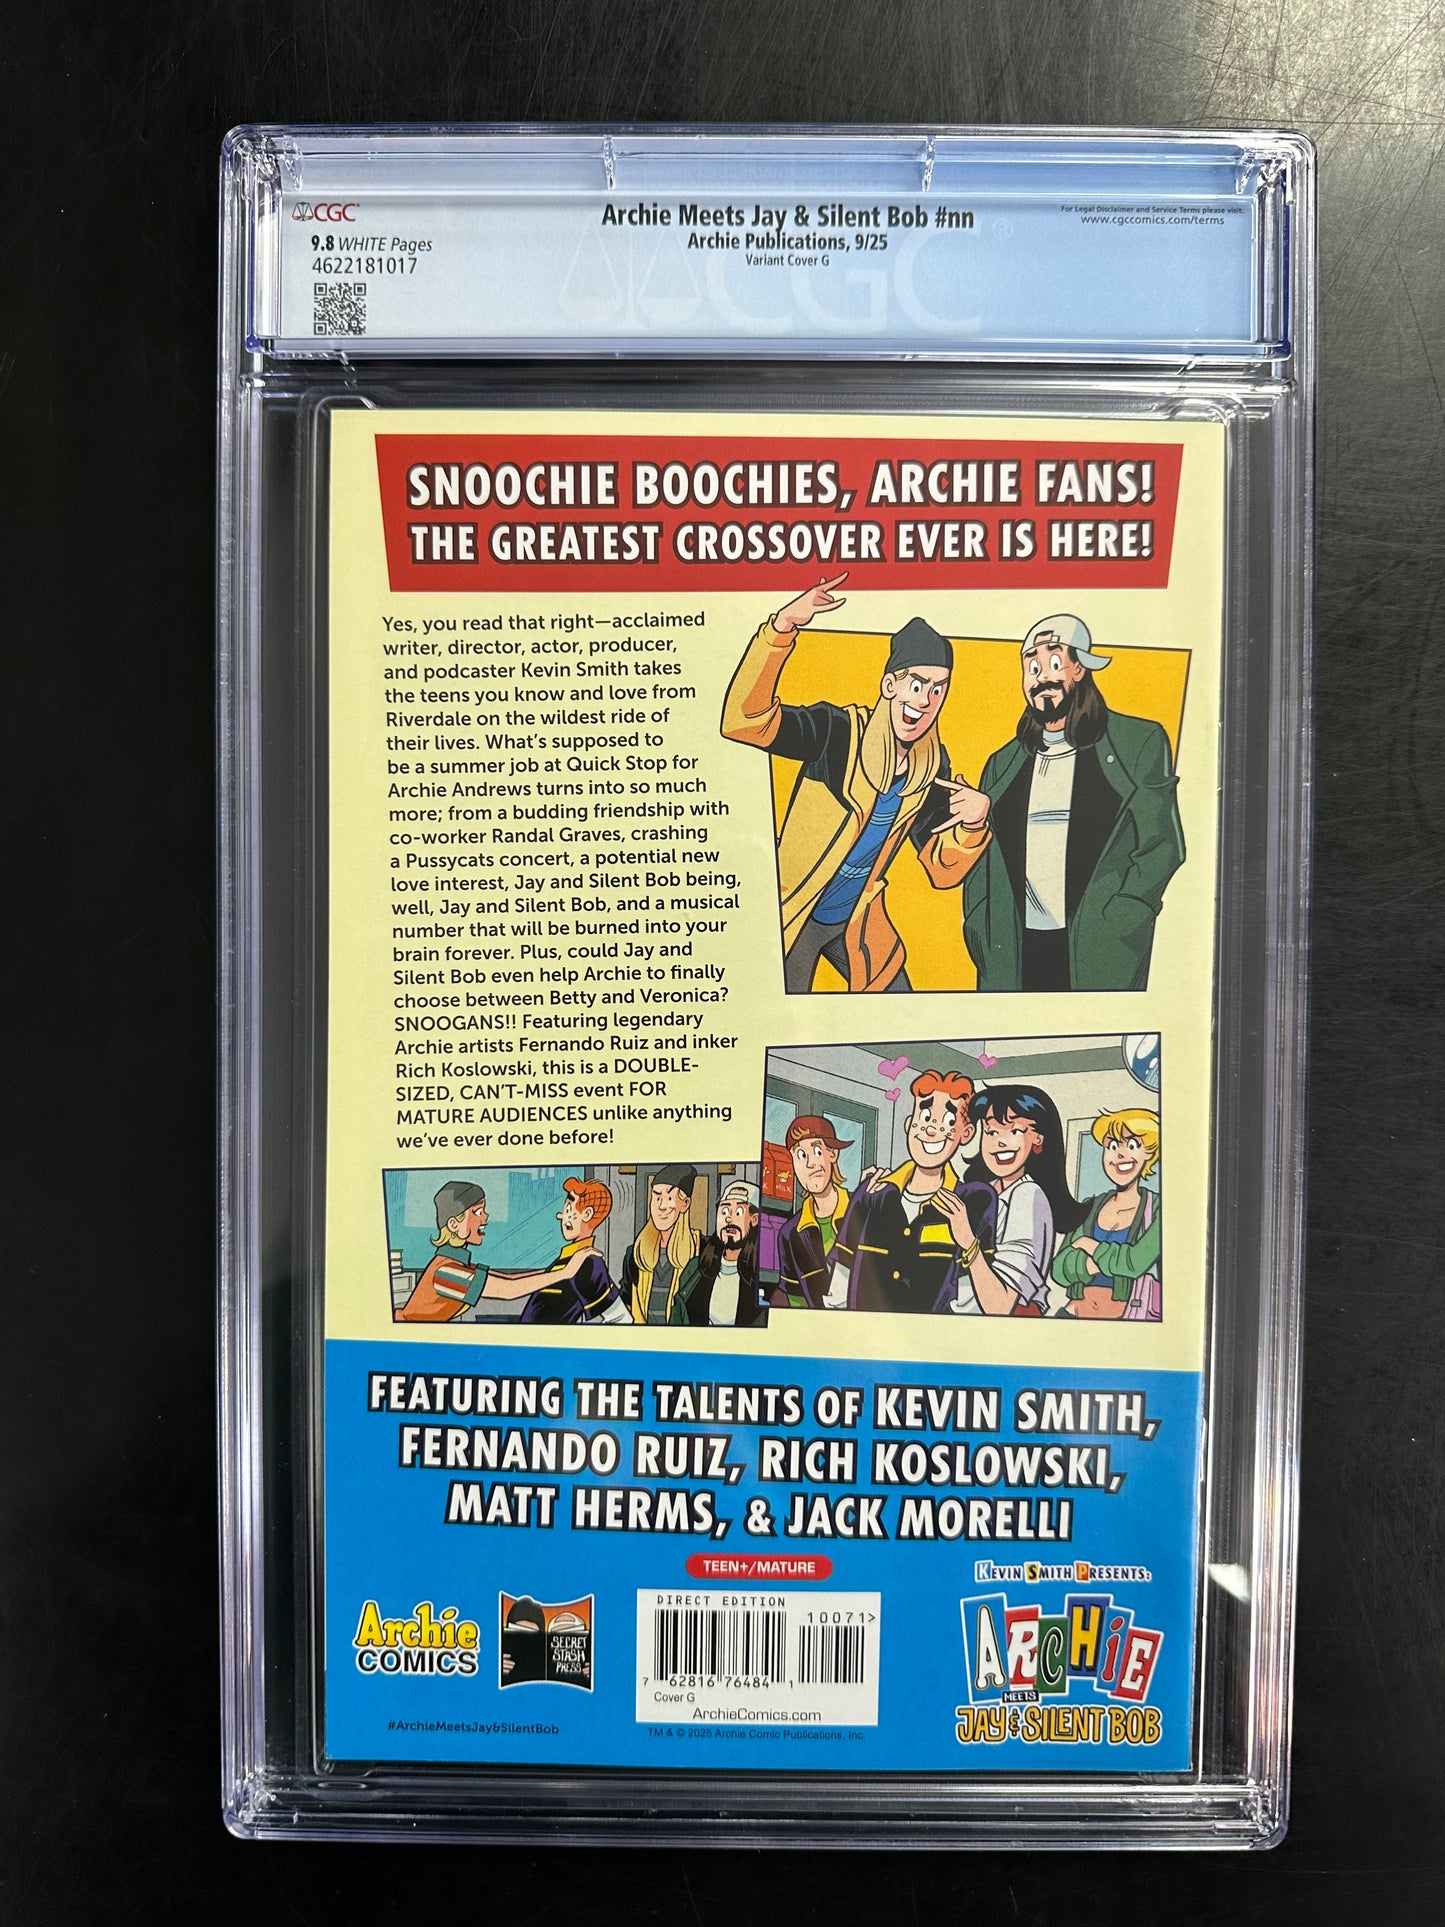 CGC
9.8 WHITE Pages
4622181017
Archie Meets Jay & Silent Bob #nn
Archie Publications, 9/25
Variant Cover G
For Legal Disclaimer and Service Terms please visit:
www.cgccomics.com/terms
CGC
SNOOCHIE BOOCHIES, ARCHIE FANS!
THE GREATEST CROSSOVER EVER IS HERE!
Yes, you read that right—acclaimed
writer, director, actor, producer,
and podcaster Kevin Smith takes
the teens you know and love from
Riverdale on the wildest ride of
their lives. What's supposed to
be a summer job at Quick Stop for
Archie Andrews turns into so much
more; from a budding friendship with
co-worker Randal Graves, crashing
a Pussycats concert, a potential new
love interest, Jay and Silent Bob being,
well, Jay and Silent Bob, and a musical
number that will be burned into your
brain forever. Plus, could Jay and
Silent Bob even help Archie to finally
choose between Betty and Veronica?
SNOOGANS!! Featuring legendary
Archie artists Fernando Ruiz and inker
Rich Koslowski, this is a DOUBLE-
SIZED, CAN'T-MISS event FOR
MATURE AUDIENCES unlike anything
we've ever done before!
MILK
FEATURING THE TALENTS OF KEVIN SMITH,
FERNANDO RUIZ, RICH KOSLOWSKI,
MATT HERMS, & JACK MORELLI
TEEN+/MATURE
Archie
COMICS
SECRET
STASH
PRESS
#ArchieMeetsJay&SilentBob
DIRECT EDITION
10071>
7 62816 76484 1
Cover G
ArchieComics.com
TM & © 2025 Archie Comic Publications, Inc.
KEVIN SMITH PRESENTS:
ARCHiE
MEETS
JAY & SILENT BOB